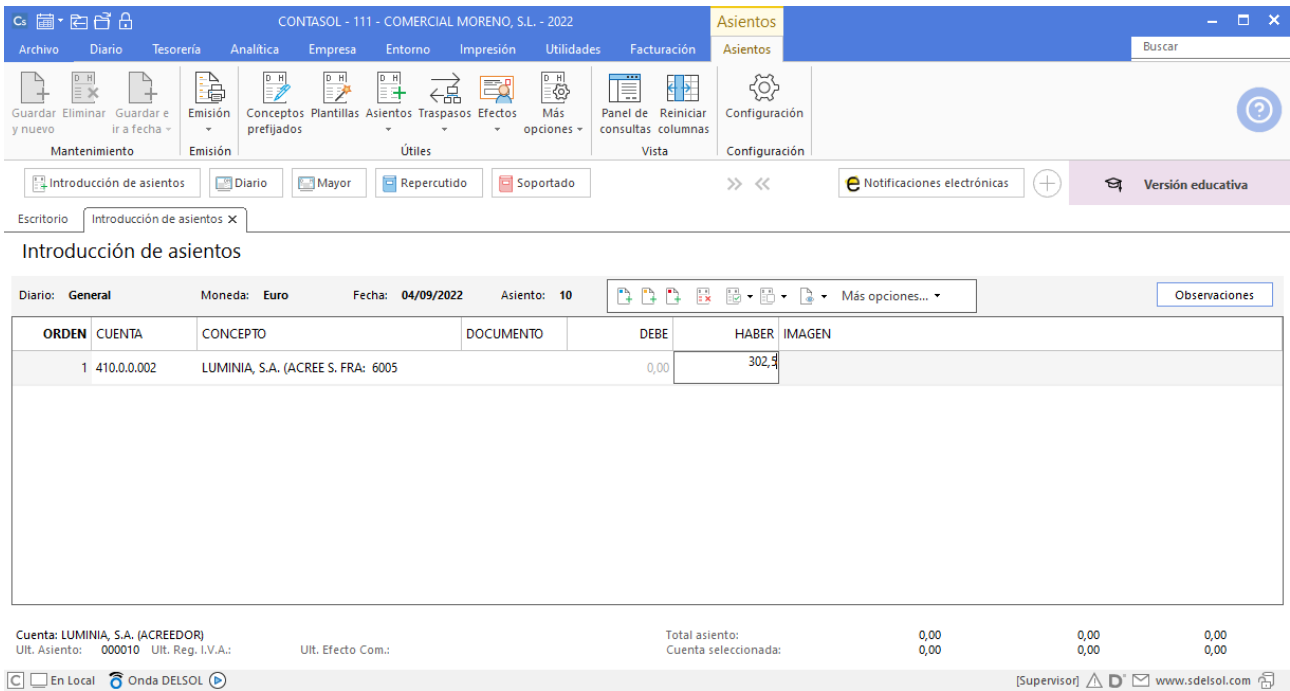 Cs CONTASOL - 111 - COMERCIAL MORENO, S.L. - 2022 Asientos
Archivo Diario Tesorería Analítica Empresa Entorno Impresión Utilidades Facturación Asientos Buscar
D H D H D H D H D H
Guardar Eliminar Guardar e Emisión Conceptos Plantillas Asientos Traspasos Efectos Más Panel de Reiniciar Configuración
y nuevo ir a fecha prefijados opciones consultas columnas
Mantenimiento Emisión Útiles Vista Configuración
Introducción de asientos Diario Mayor Repercutido Soportado Notificaciones electrónicas Versión educativa
Escritorio Introducción de asientos X
Introducción de asientos
Diario: General Moneda: Euro Fecha: 04/09/2022 Asiento: 10 Más opciones... Observaciones
ORDEN CUENTA CONCEPTO DOCUMENTO DEBE HABER IMAGEN
1 410.0.0.002 LUMINIA, S.A. (ACREE S. FRA: 6005 0,00 302,5
Cuenta: LUMINIA, S.A. (ACREEDOR) Total asiento: 0,00 0,00 0,00
Ult. Asiento: 000010 Ult. Reg. I.V.A.: Ult. Efecto Com.: Cuenta seleccionada: 0,00 0,00 0,00
C En Local Onda DELSOL [Supervisor] D www.sdelsol.com